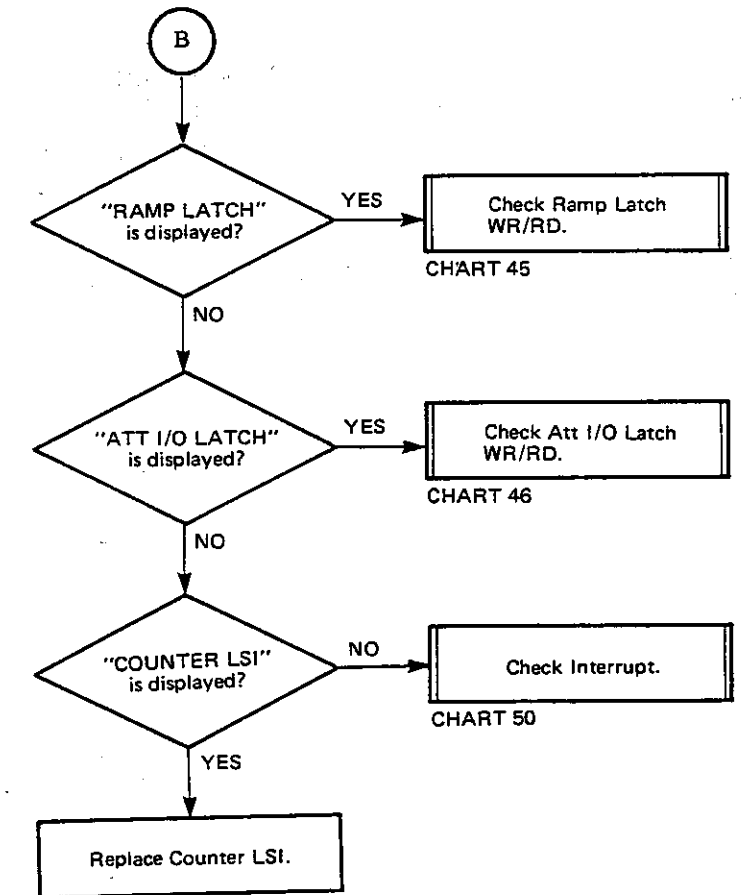 B
"RAMP LATCH"
is displayed?
YES
Check Ramp Latch
WR/RD.
CHART 45
NO
"ATT I/O LATCH"
is displayed?
YES
Check Att I/O Latch
WR/RD.
CHART 46
NO
"COUNTER LSI"
is displayed?
NO
Check Interrupt.
CHART 50
YES
Replace Counter LSI.